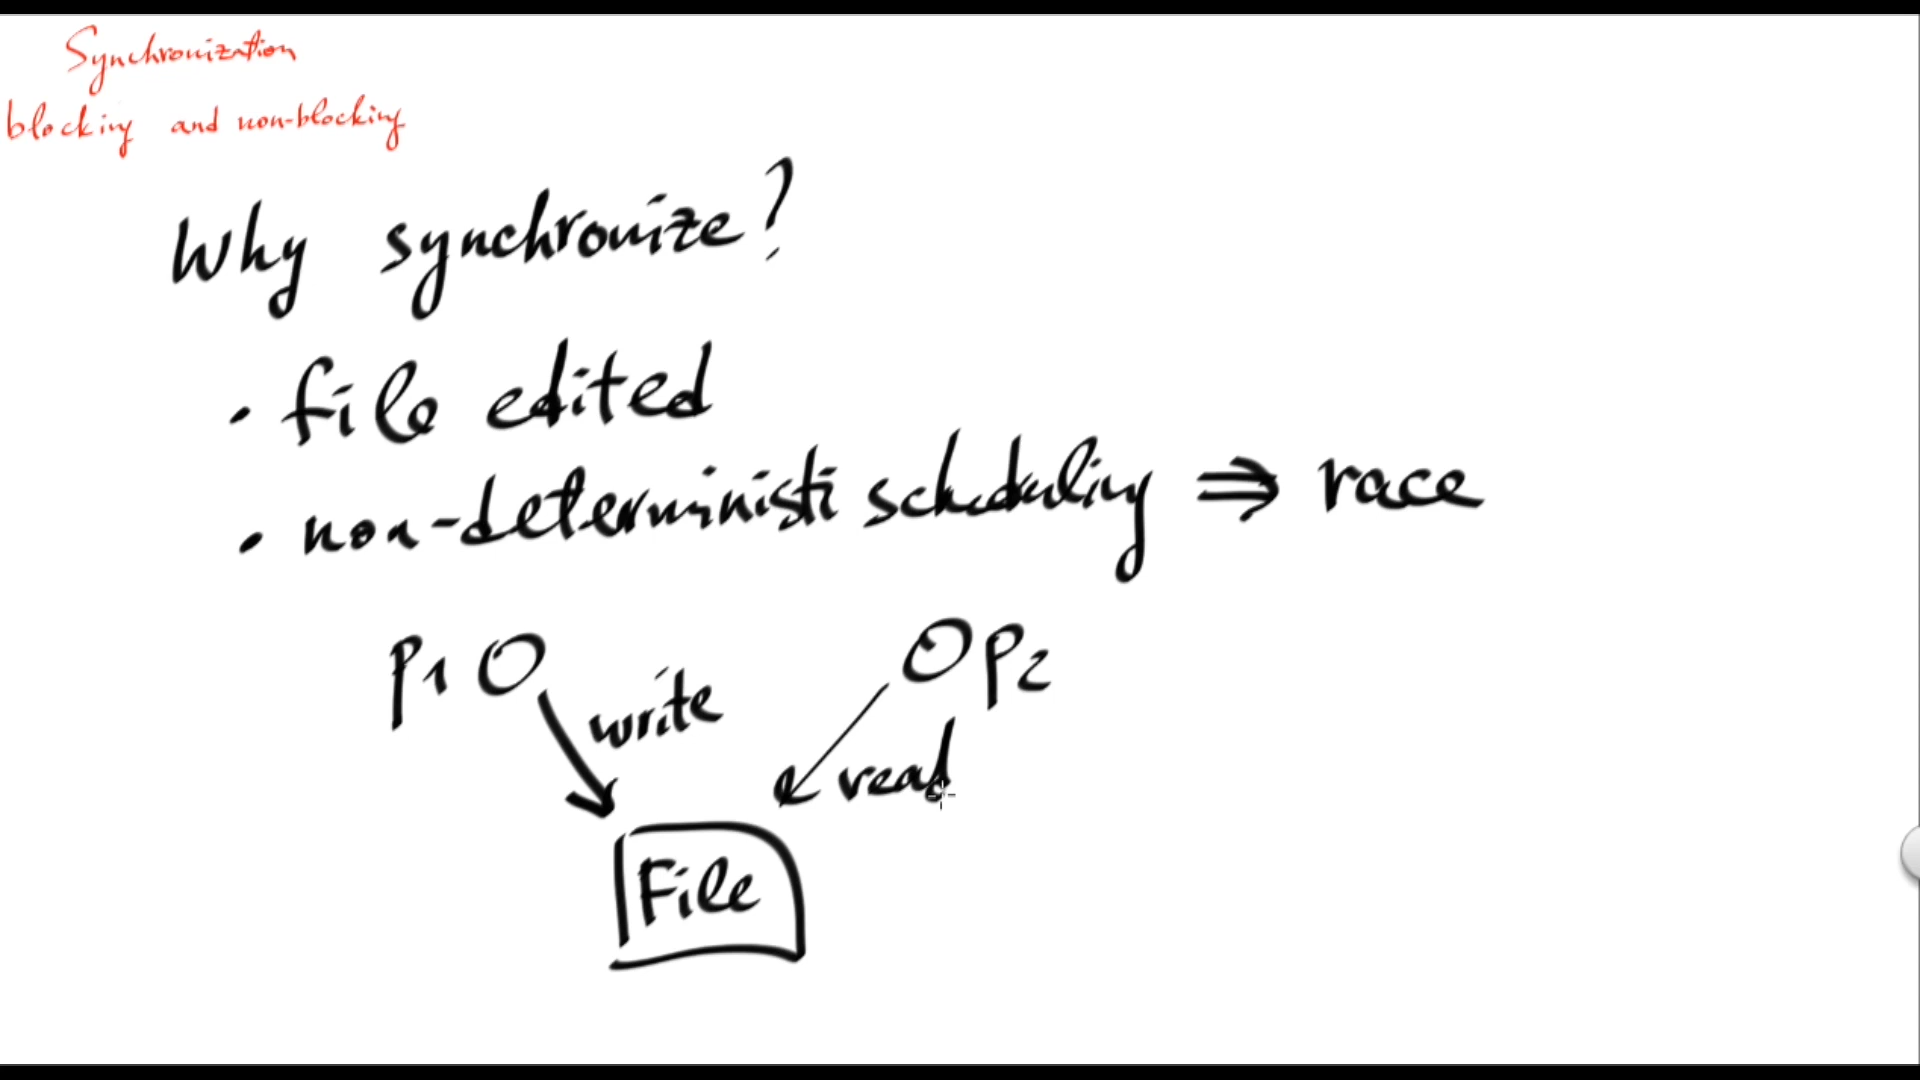 Synchronization
blocking and non-blocking
Why synchronize?
• file edited
• non-deterministi scheduling ⇒ race
P1 P2
write
read
File